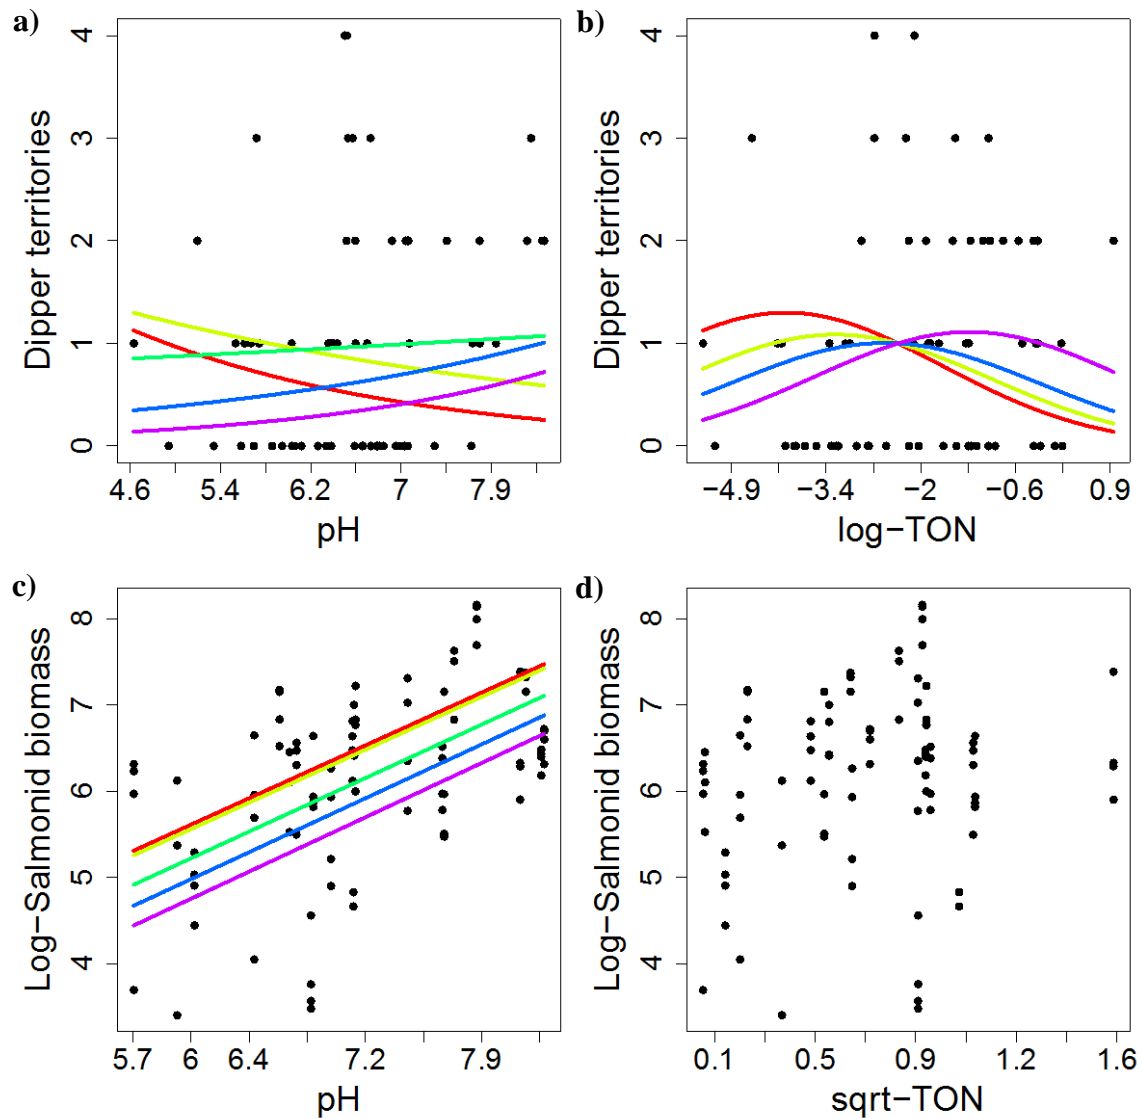 a)
Dipper territories
4
3
2
1
0
4.6 5.4 6.2 7 7.9
pH
b)
Dipper territories
4
3
2
1
0
−4.9 −3.4 −2 −0.6 0.9
log−TON
c)
Log−Salmonid biomass
8
7
6
5
4
5.7 6 6.4 7.2 7.9
pH
d)
Log−Salmonid biomass
8
7
6
5
4
0.1 0.5 0.9 1.2 1.6
sqrt−TON